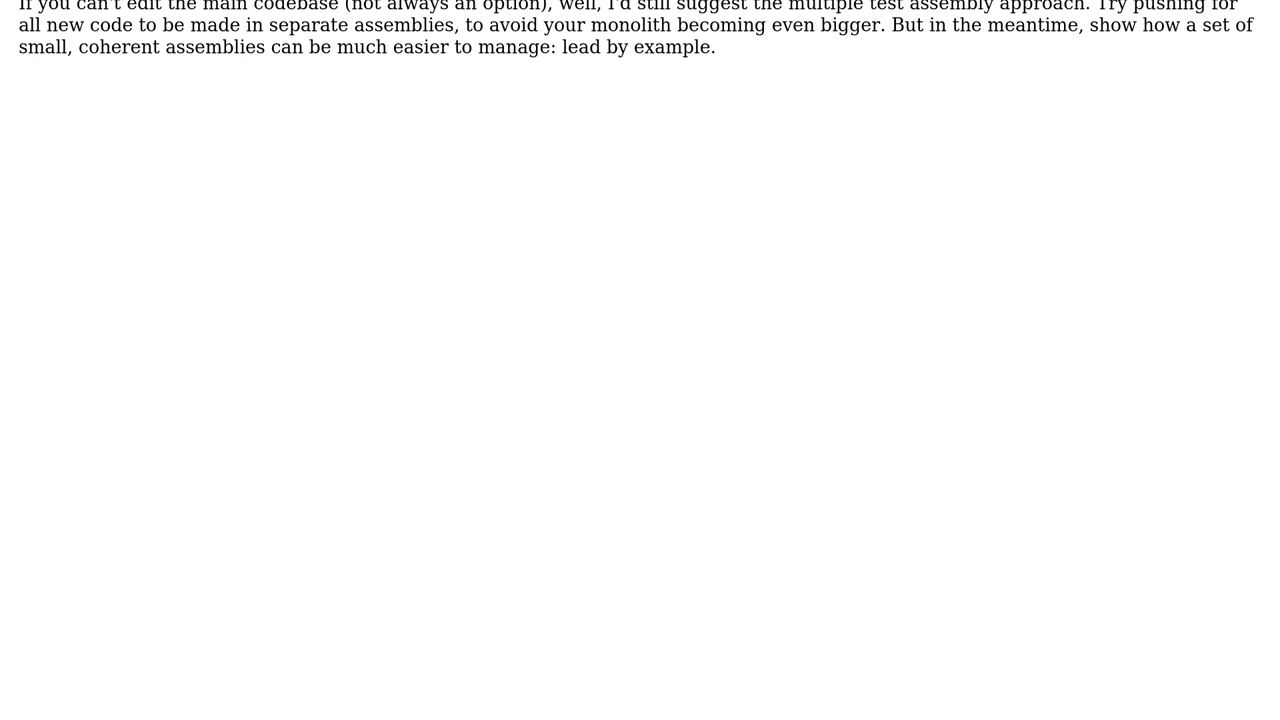 If you can't edit the main codebase (not always an option), well, I'd still suggest the multiple test assembly approach. Try pushing for
all new code to be made in separate assemblies, to avoid your monolith becoming even bigger. But in the meantime, show how a set of
small, coherent assemblies can be much easier to manage: lead by example.